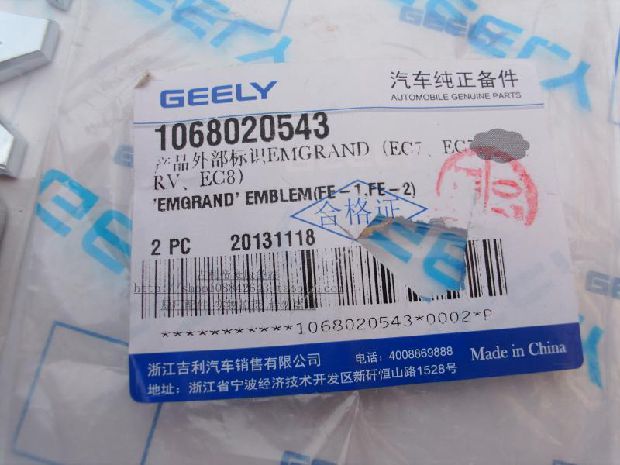 GEELY
GEELY
汽车纯正备件
AUTOMOBILE GENUINE PARTS
1068020543
产品外部标识EMGRAND（EC7、EC7
RV、EC8）
'EMGRAND' EMBLEM(FE-1,FE-2)
合格证
2 PC 20131118
***********1068020543*0002*P
浙江吉利汽车销售有限公司
电话：4008869888
Made in China
地址：浙江省宁波经济技术开发区新矸恒山路1528号